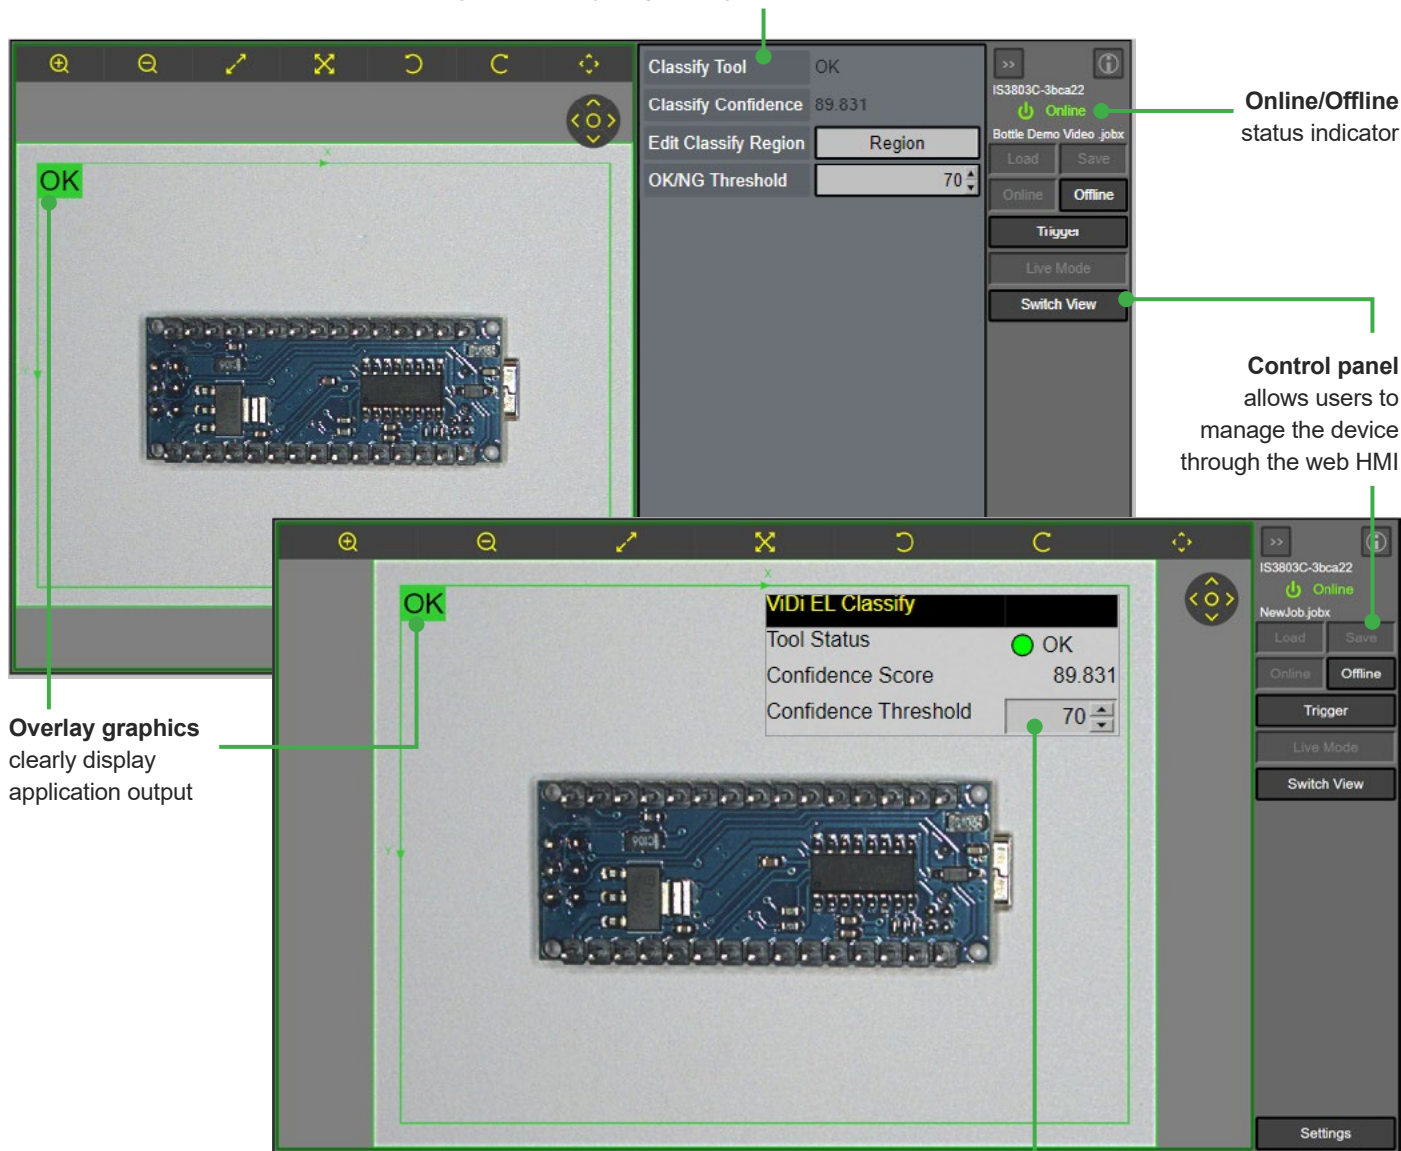 Classify Tool OK
Classify Confidence 89.831
Edit Classify Region Region
OK/NG Threshold 70
>>
IS3803C-3bca22
Online
Bottle Demo Video .jobx
Load Save
Online Offline
Trigger
Live Mode
Switch View
OK
X
Y
Online/Offline
status indicator
Control panel
allows users to
manage the device
through the web HMI
Overlay graphics
clearly display
application output
OK
X
Y
ViDi EL Classify
Tool Status OK
Confidence Score 89.831
Confidence Threshold 70
>>
IS3803C-3bca22
Online
NewJob.jobx
Load Save
Online Offline
Trigger
Live Mode
Switch View
Settings